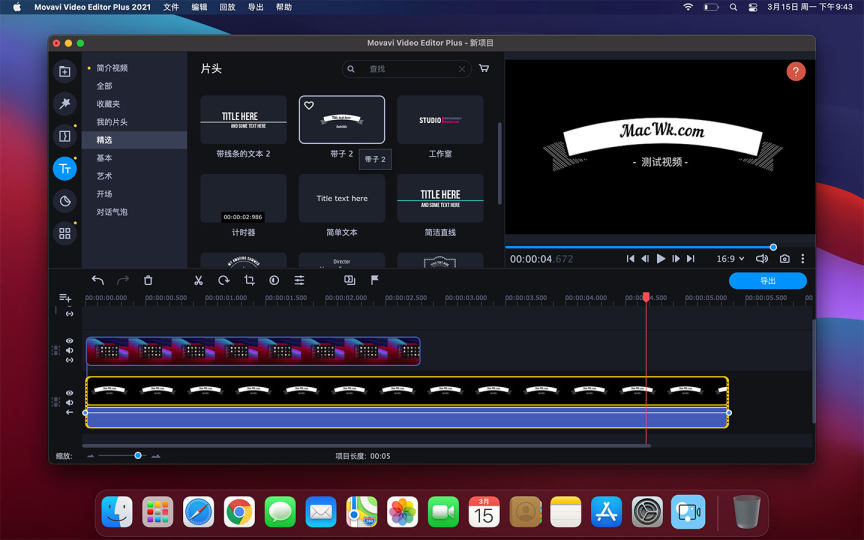 Movavi Video Editor Plus 2021 文件 编辑 回放 导出 帮助
3月15日 周一 下午9:43
Movavi Video Editor Plus - 新项目
简介视频
全部
收藏夹
我的片头
精选
基本
艺术
开场
对话气泡
片头
查找
TITLE HERE
AND SOME TEXT HERE
带线条的文本 2
带子 2
带子 2
STUDIO
工作室
00:00:02:986
计时器
Title text here
简单文本
TITLE HERE
AND SOME TEXT HERE
简洁直线
MY AMAZING SUMMER
Director
?
MacWk.com
- 测试视频 -
00:00:04.672
16:9
导出
00:00:00.000 00:00:00.500 00:00:01.000 00:00:01.500 00:00:02.000 00:00:02.500 00:00:03.000 00:00:03.500 00:00:04.000 00:00:05.000 00:00:05.500
缩放:
项目长度: 00:05
3月
15